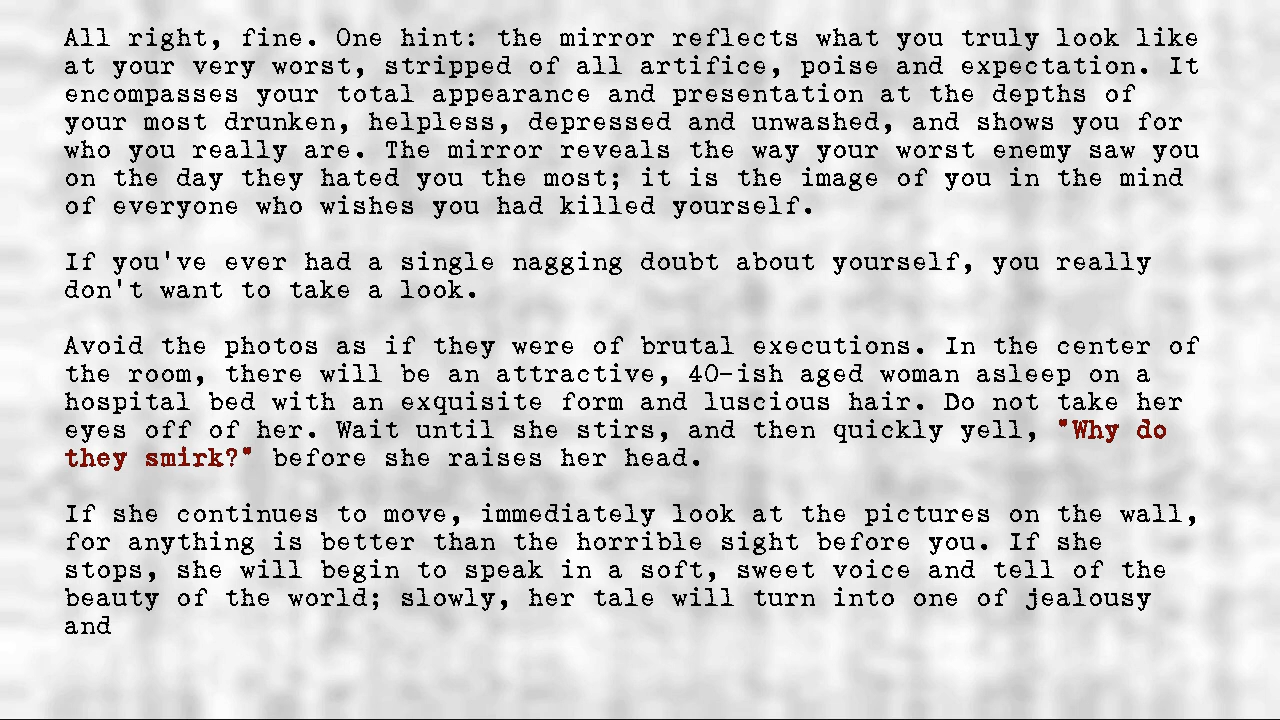 All right, fine. One hint: the mirror reflects what you truly look like
at your very worst, stripped of all artifice, poise and expectation. It
encompasses your total appearance and presentation at the depths of
your most drunken, helpless, depressed and unwashed, and shows you for
who you really are. The mirror reveals the way your worst enemy saw you
on the day they hated you the most; it is the image of you in the mind
of everyone who wishes you had killed yourself.
If you've ever had a single nagging doubt about yourself, you really
don't want to take a look.
Avoid the photos as if they were of brutal executions. In the center of
the room, there will be an attractive, 40-ish aged woman asleep on a
hospital bed with an exquisite form and luscious hair. Do not take her
eyes off of her. Wait until she stirs, and then quickly yell, "Why do
they smirk?" before she raises her head.
If she continues to move, immediately look at the pictures on the wall,
for anything is better than the horrible sight before you. If she
stops, she will begin to speak in a soft, sweet voice and tell of the
beauty of the world; slowly, her tale will turn into one of jealousy
and